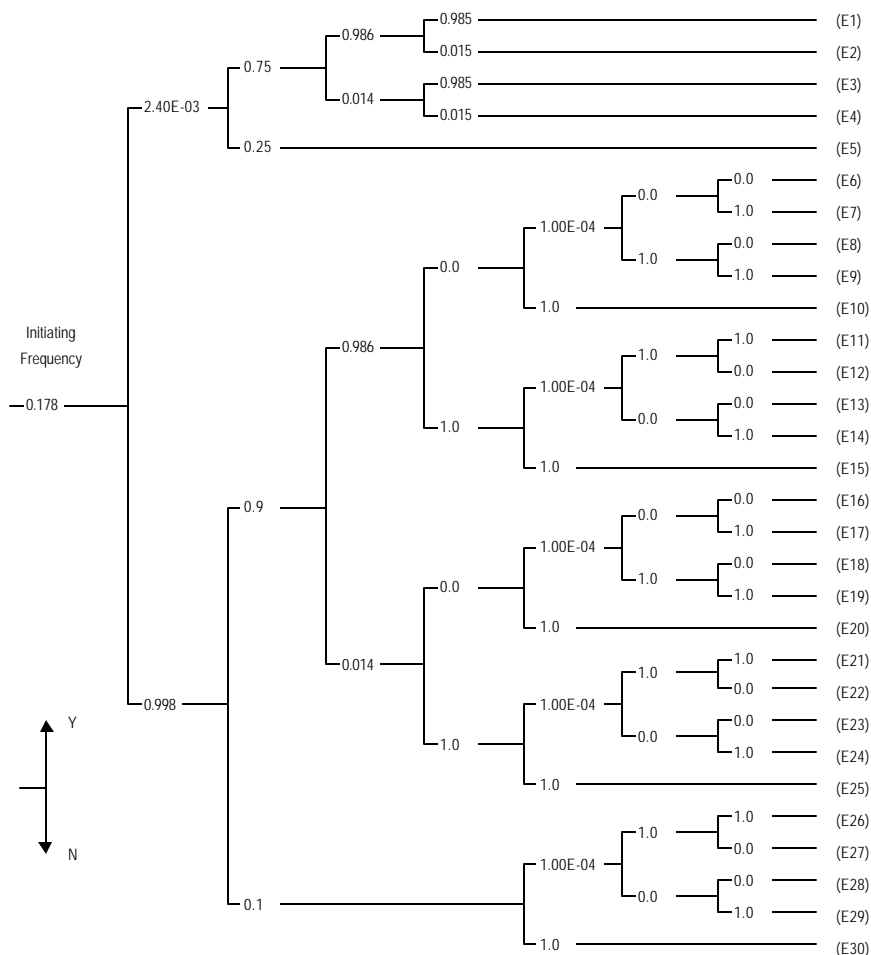 0.985 (E1)
0.986
0.015 (E2)
0.75
0.985 (E3)
0.014
2.40E-03
0.015 (E4)
0.25 (E5)
0.0 (E6)
0.0
1.0 (E7)
1.00E-04
0.0 (E8)
1.0
0.0
1.0 (E9)
1.0 (E10)
Initiating
Frequency
0.986
1.0 (E11)
1.0
0.0 (E12)
1.00E-04
0.178
0.0 (E13)
0.0
1.0
1.0 (E14)
1.0 (E15)
0.9
0.0 (E16)
0.0
1.0 (E17)
1.00E-04
0.0 (E18)
1.0
0.0
1.0 (E19)
1.0 (E20)
0.014
1.0 (E21)
1.0
0.0 (E22)
0.998
1.00E-04
Y
0.0 (E23)
0.0
1.0
1.0 (E24)
1.0 (E25)
1.0 (E26)
1.0
N
0.0 (E27)
1.00E-04
0.0 (E28)
0.0
0.1
1.0 (E29)
1.0 (E30)